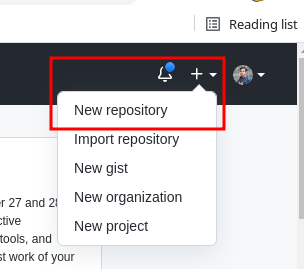 Reading list
New repository
Import repository
New gist
New organization
New project
er 27 and 28
ctive
tools, and
st work of your